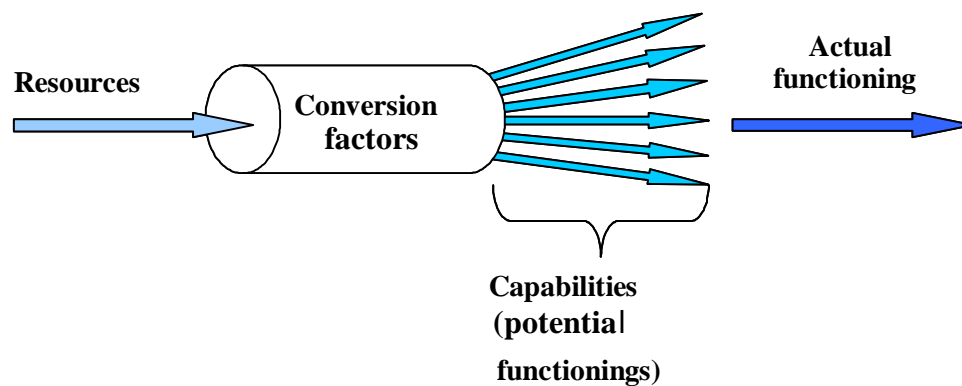 Resources
Conversion
factors
Actual
functioning
Capabilities
(potential
functionings)